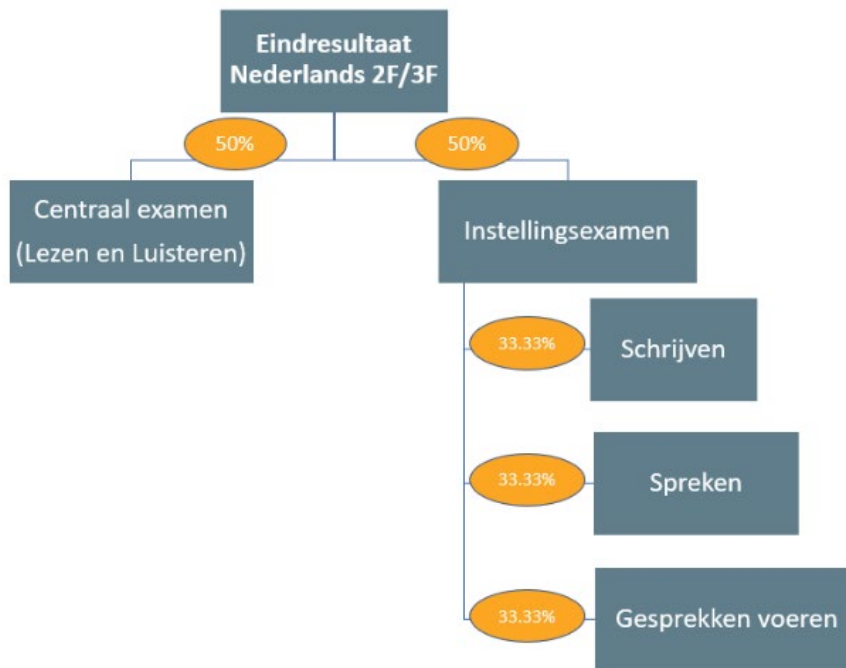 Eindresultaat
Nederlands 2F/3F
50%
50%
Centraal examen
(Lezen en Luisteren)
Instellingsexamen
33.33%
Schrijven
33.33%
Spreken
33.33%
Gesprekken voeren